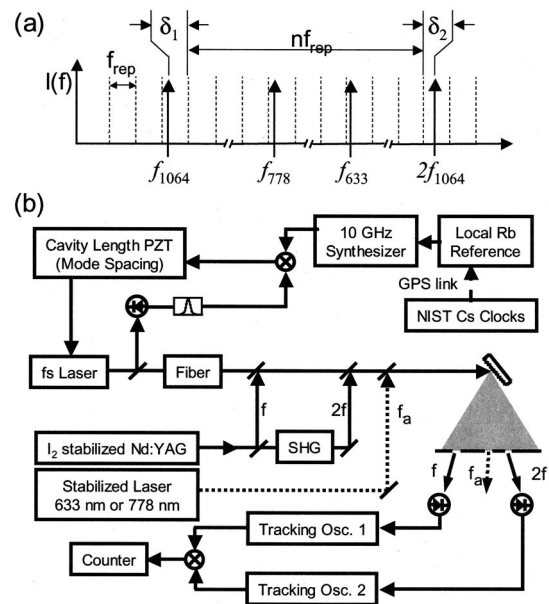 (a)
δ1
δ2
nfrep
frep
I(f)
f1064
f778
f633
2f1064
(b)
Cavity Length PZT
(Mode Spacing)
10 GHz
Synthesizer
Local Rb
Reference
GPS link
NIST Cs Clocks
fs Laser
Fiber
f
2f
fa
I2 stabilized Nd:YAG
SHG
Stabilized Laser
633 nm or 778 nm
f
fa
2f
Tracking Osc. 1
Counter
Tracking Osc. 2